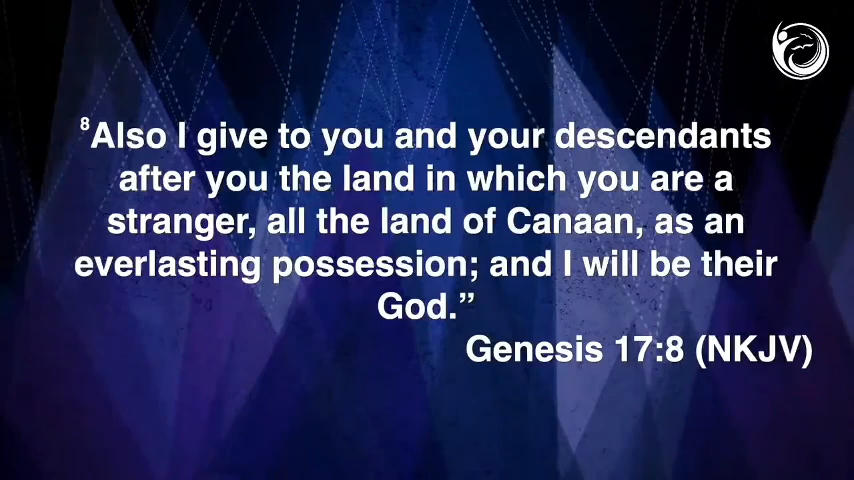 ⁸Also I give to you and your descendants
after you the land in which you are a
stranger, all the land of Canaan, as an
everlasting possession; and I will be their
God.”
Genesis 17:8 (NKJV)